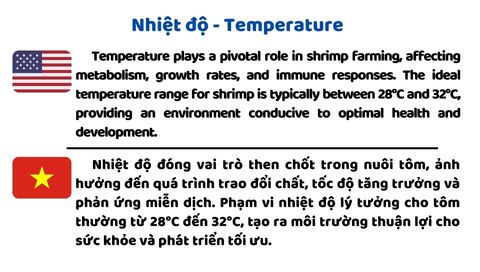 Nhiệt độ - Temperature
Temperature plays a pivotal role in shrimp farming, affecting
metabolism, growth rates, and immune responses. The ideal
temperature range for shrimp is typically between 28°C and 32°C,
providing an environment conducive to optimal health and
development.
Nhiệt độ đóng vai trò then chốt trong nuôi tôm, ảnh
hưởng đến quá trình trao đổi chất, tốc độ tăng trưởng và
phản ứng miễn dịch. Phạm vi nhiệt độ lý tưởng cho tôm
thường từ 28°C đến 32°C, tạo ra môi trường thuận lợi cho
sức khỏe và phát triển tối ưu.